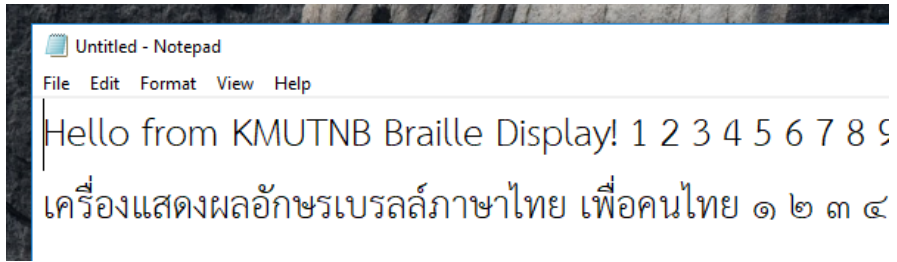 Untitled - Notepad
File Edit Format View Help
Hello from KMUTNB Braille Display! 1 2 3 4 5 6 7 8 9
เครื่องแสดงผลอักษรเบรลล์ภาษาไทย เพื่อคนไทย ๑ ๒ ๓ ๔